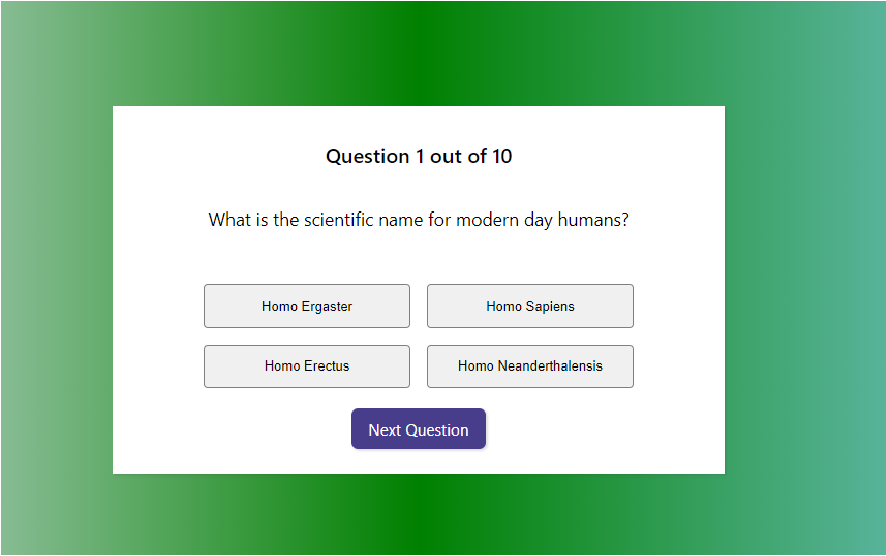 Question 1 out of 10
What is the scientific name for modern day humans?
Homo Ergaster
Homo Sapiens
Homo Erectus
Homo Neanderthalensis
Next Question